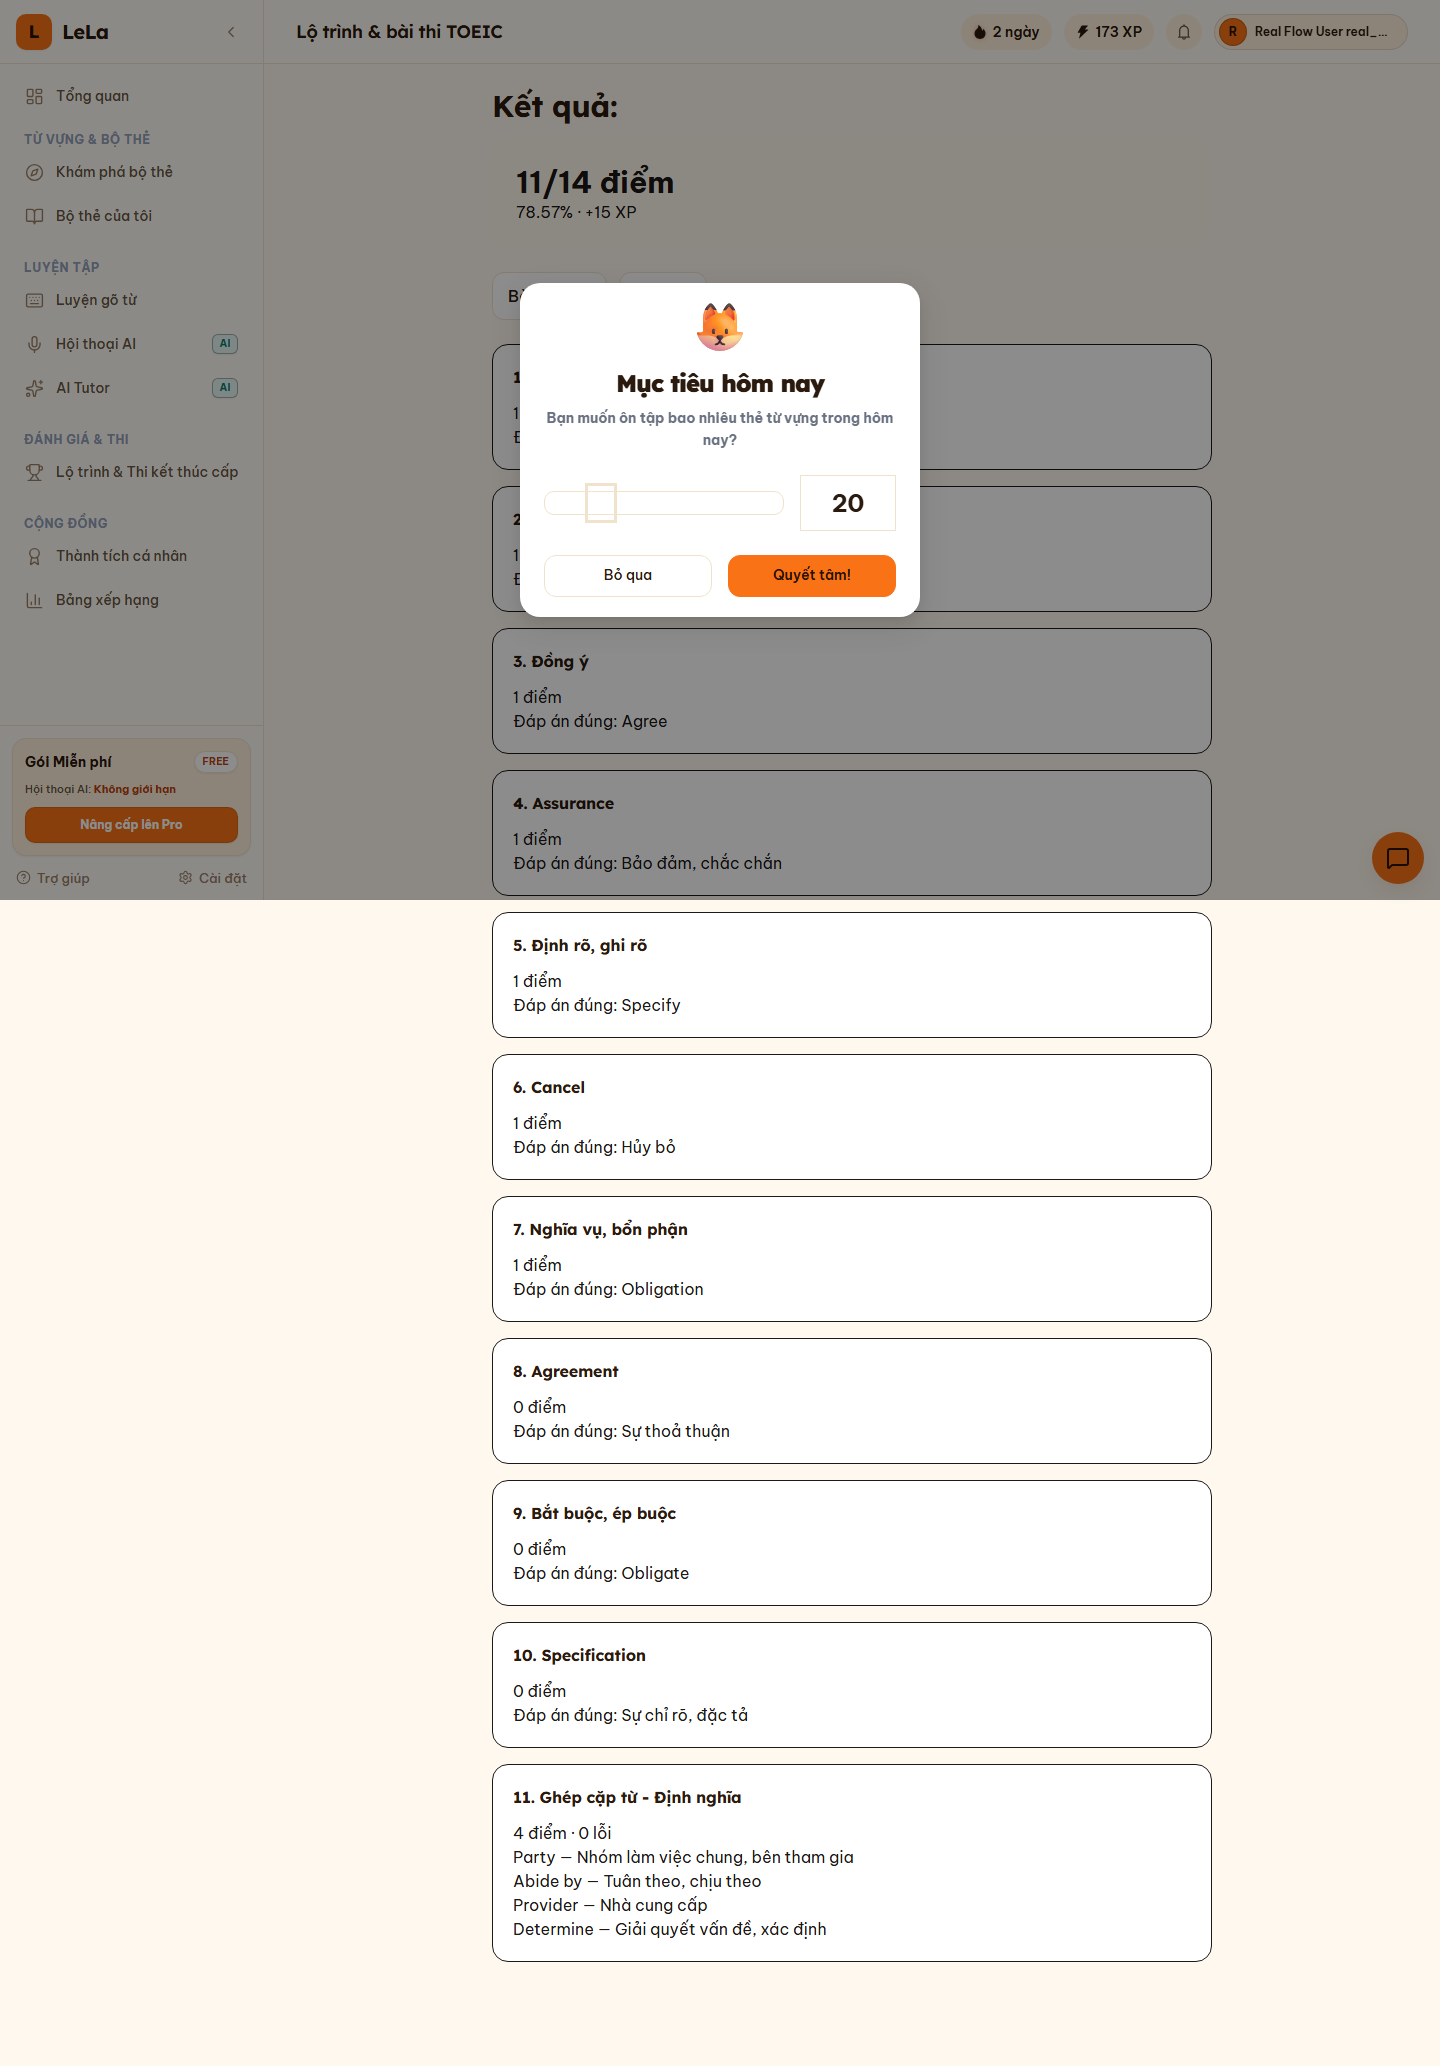 L LeLa
Lộ trình & bài thi TOEIC
2 ngày
173 XP
R Real Flow User real_...
Tổng quan
TỪ VỰNG & BỘ THẺ
Khám phá bộ thẻ
Bộ thẻ của tôi
LUYỆN TẬP
Luyện gõ từ
Hội thoại AI AI
AI Tutor AI
ĐÁNH GIÁ & THI
Lộ trình & Thi kết thúc cấp
CỘNG ĐỒNG
Thành tích cá nhân
Bảng xếp hạng
Gói Miễn phí FREE
Hội thoại AI: Không giới hạn
Nâng cấp lên Pro
Trợ giúp
Cài đặt
Kết quả:
11/14 điểm
78.57% · +15 XP
Mục tiêu hôm nay
Bạn muốn ôn tập bao nhiêu thẻ từ vựng trong hôm
nay?
20
Bỏ qua
Quyết tâm!
3. Đồng ý
1 điểm
Đáp án đúng: Agree
4. Assurance
1 điểm
Đáp án đúng: Bảo đảm, chắc chắn
5. Định rõ, ghi rõ
1 điểm
Đáp án đúng: Specify
6. Cancel
1 điểm
Đáp án đúng: Hủy bỏ
7. Nghĩa vụ, bổn phận
1 điểm
Đáp án đúng: Obligation
8. Agreement
0 điểm
Đáp án đúng: Sự thoả thuận
9. Bắt buộc, ép buộc
0 điểm
Đáp án đúng: Obligate
10. Specification
0 điểm
Đáp án đúng: Sự chỉ rõ, đặc tả
11. Ghép cặp từ - Định nghĩa
4 điểm · 0 lỗi
Party — Nhóm làm việc chung, bên tham gia
Abide by — Tuân theo, chịu theo
Provider — Nhà cung cấp
Determine — Giải quyết vấn đề, xác định